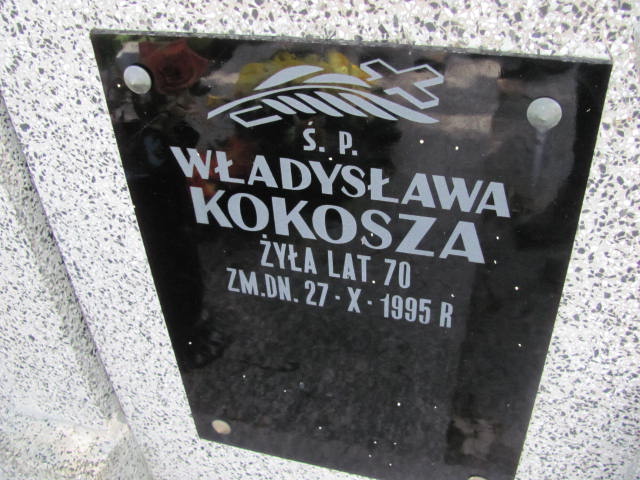 Ś. P.
WŁADYSŁAWA
KOKOSZA
ŻYŁA LAT 70
ZM.DN. 27-X-1995 R